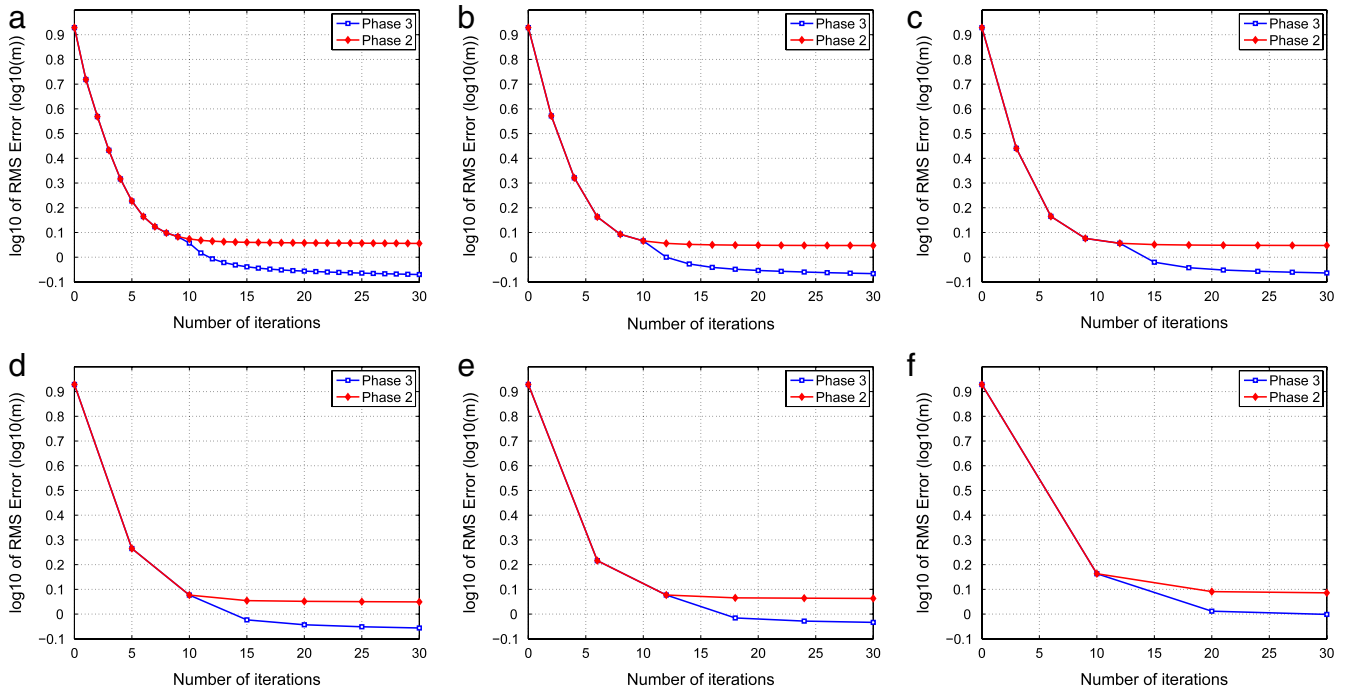 a
0.9
0.8
0.7
0.6
0.5
0.4
0.3
0.2
0.1
0
−0.1
0 5 10 15 20 25 30
log10 of RMS Error (log10(m))
Number of iterations
Phase 3
Phase 2
b
0.9
0.8
0.7
0.6
0.5
0.4
0.3
0.2
0.1
0
−0.1
0 5 10 15 20 25 30
log10 of RMS Error (log10(m))
Number of iterations
Phase 3
Phase 2
c
0.9
0.8
0.7
0.6
0.5
0.4
0.3
0.2
0.1
0
−0.1
0 5 10 15 20 25 30
log10 of RMS Error (log10(m))
Number of iterations
Phase 3
Phase 2
d
0.9
0.8
0.7
0.6
0.5
0.4
0.3
0.2
0.1
0
−0.1
0 5 10 15 20 25 30
log10 of RMS Error (log10(m))
Number of iterations
Phase 3
Phase 2
e
0.9
0.8
0.7
0.6
0.5
0.4
0.3
0.2
0.1
0
−0.1
0 5 10 15 20 25 30
log10 of RMS Error (log10(m))
Number of iterations
Phase 3
Phase 2
f
0.9
0.8
0.7
0.6
0.5
0.4
0.3
0.2
0.1
0
−0.1
0 5 10 15 20 25 30
log10 of RMS Error (log10(m))
Number of iterations
Phase 3
Phase 2